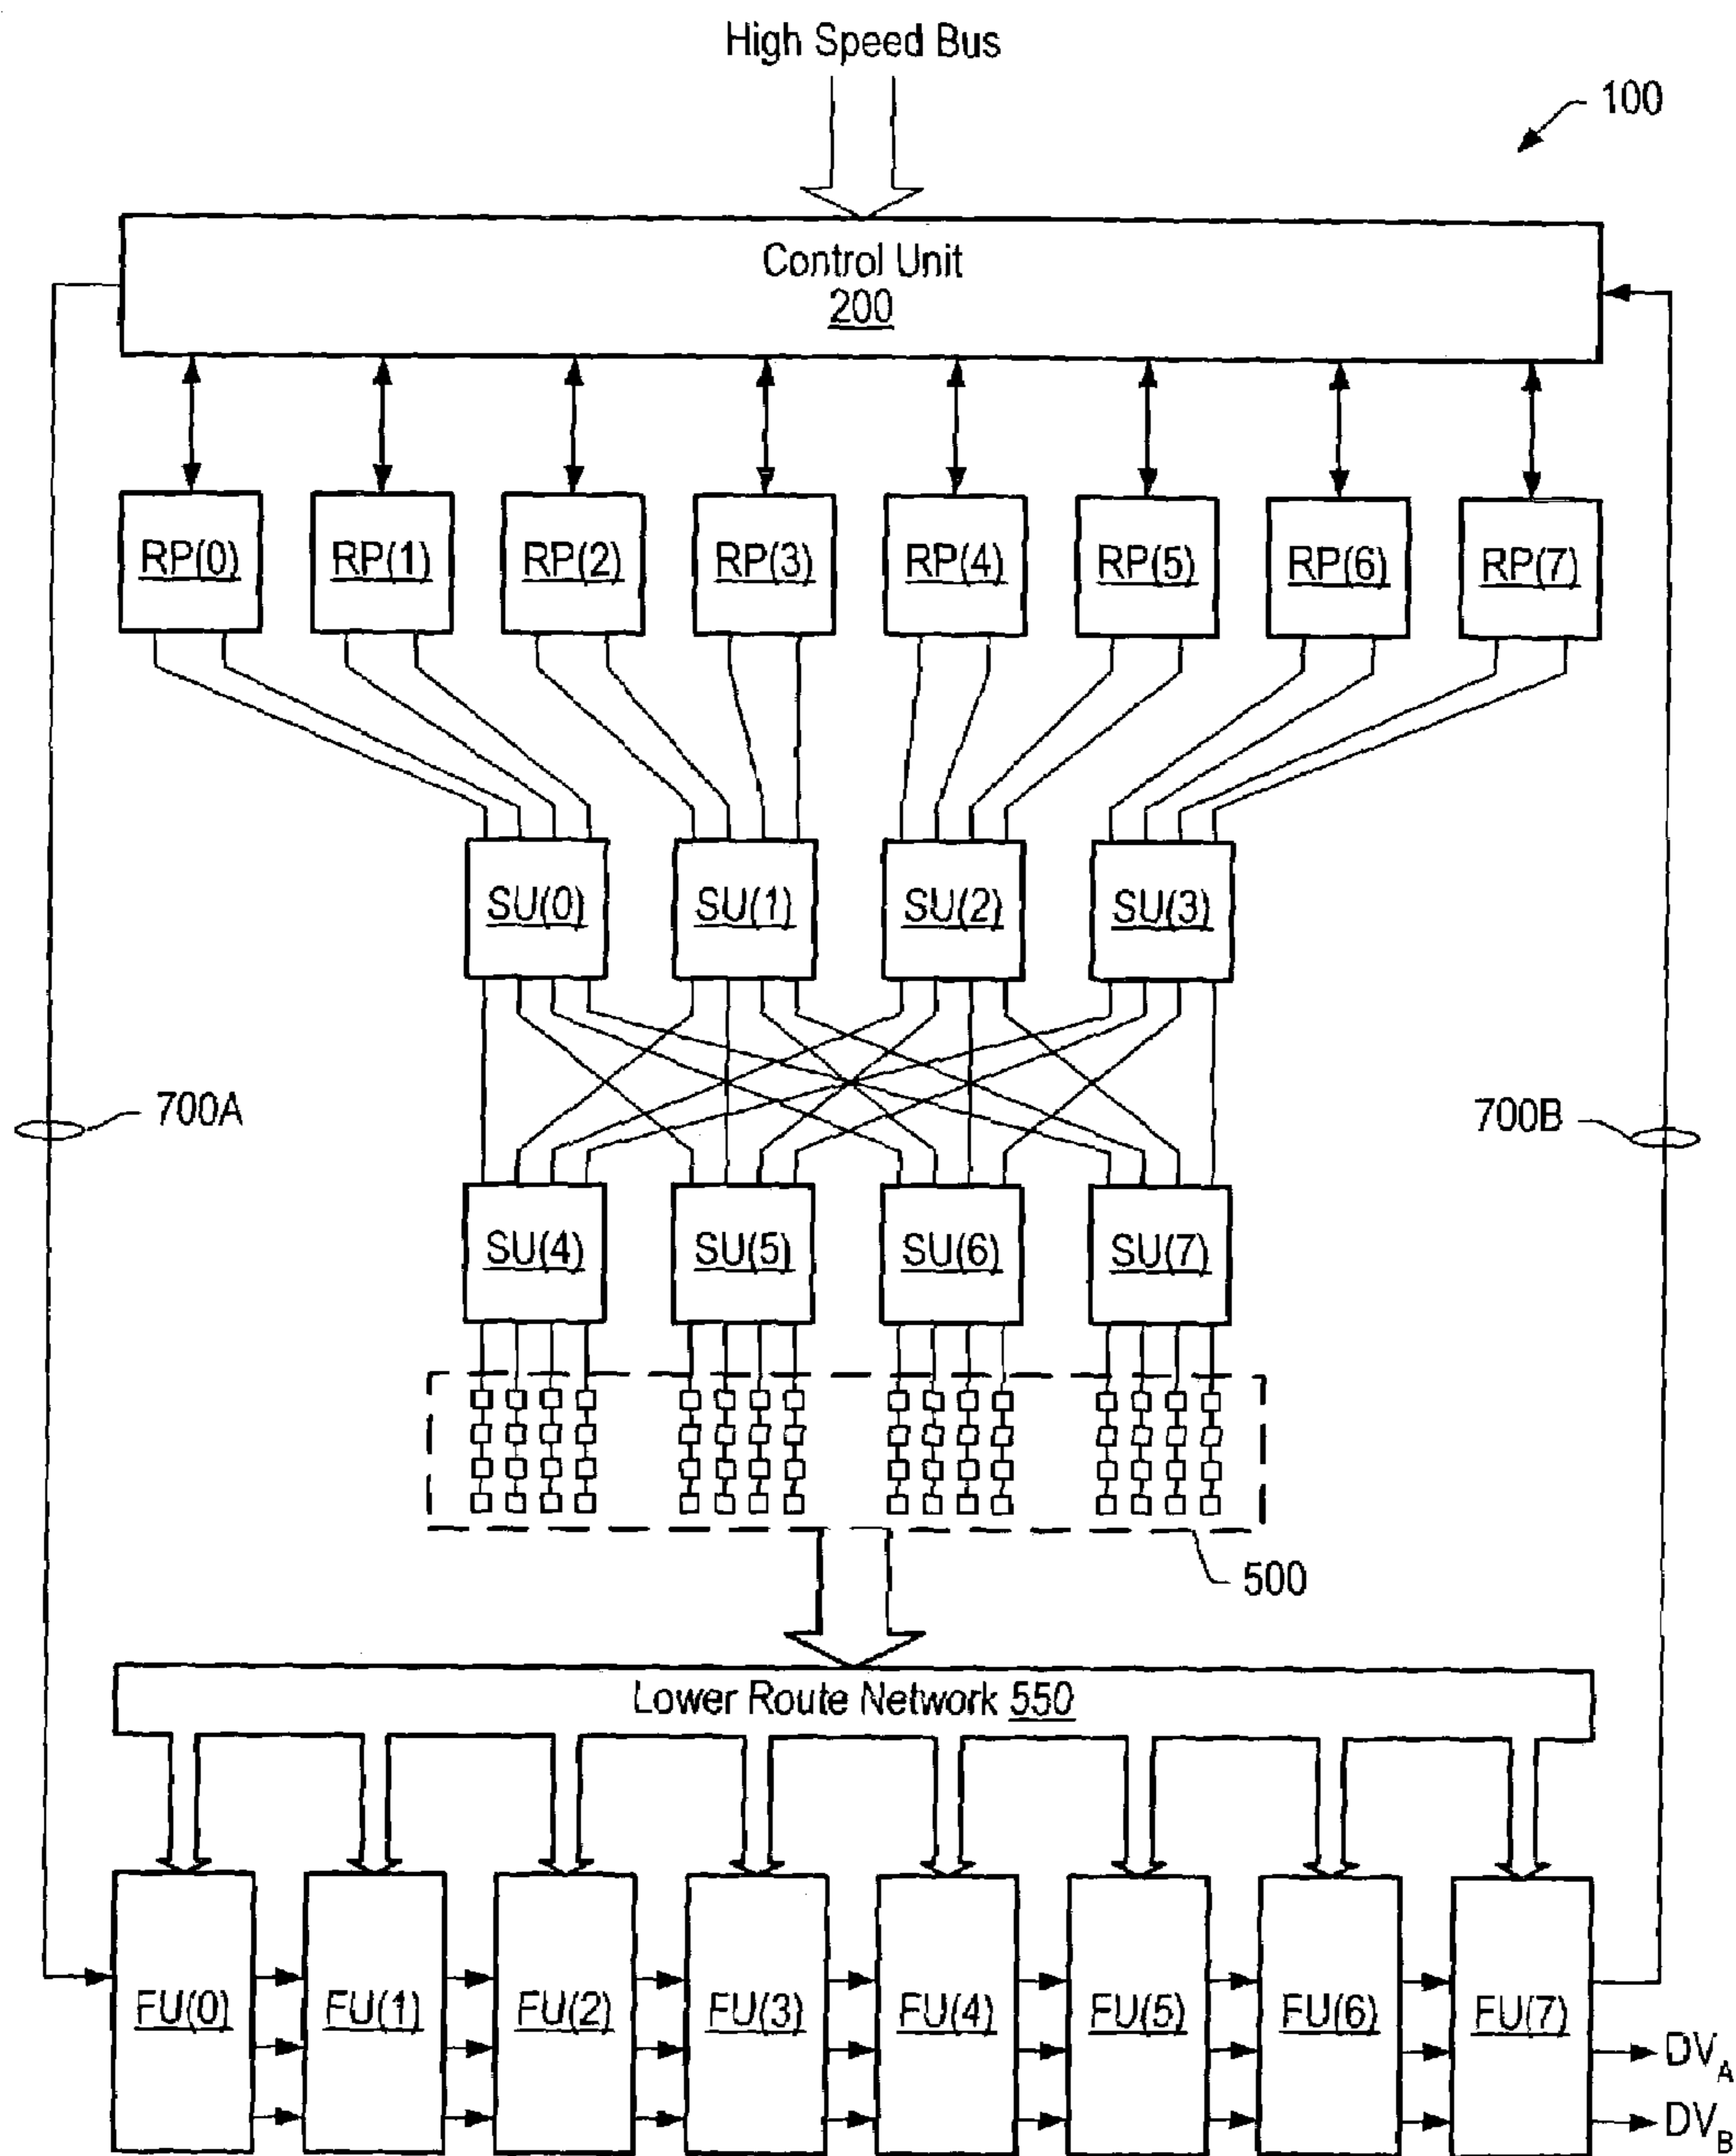 High Speed Bus
100
Control Unit
200
RP(0) RP(1) RP(2) RP(3) RP(4) RP(5) RP(6) RP(7)
SU(0) SU(1) SU(2) SU(3)
700A 700B
SU(4) SU(5) SU(6) SU(7)
500
Lower Route Network 550
FU(0) FU(1) FU(2) FU(3) FU(4) FU(5) FU(6) FU(7)
DV_A
DV_B